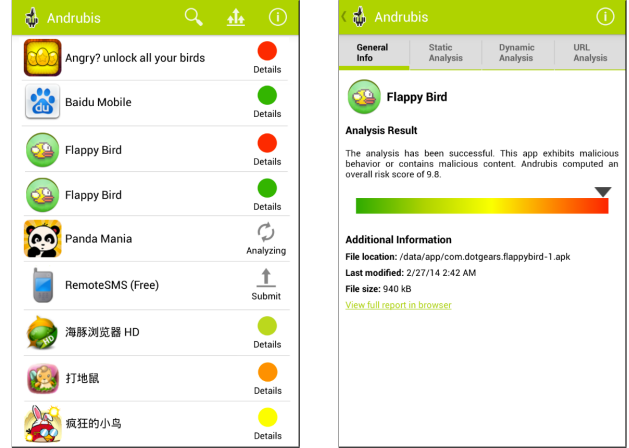 Andrubis
Angry? unlock all your birds
Details
Baidu Mobile
Details
Flappy Bird
Details
Flappy Bird
Details
Panda Mania
Analyzing
RemoteSMS (Free)
Submit
海豚浏览器 HD
Details
打地鼠
Details
疯狂的小鸟
Details
Andrubis
General Info
Static Analysis
Dynamic Analysis
URL Analysis
Flappy Bird
Analysis Result
The analysis has been successful. This app exhibits malicious
behavior or contains malicious content. Andrubis computed an
overall risk score of 9.8.
Additional Information
File location: /data/app/com.dotgears.flappybird-1.apk
Last modified: 2/27/14 2:42 AM
File size: 940 kB
View full report in browser